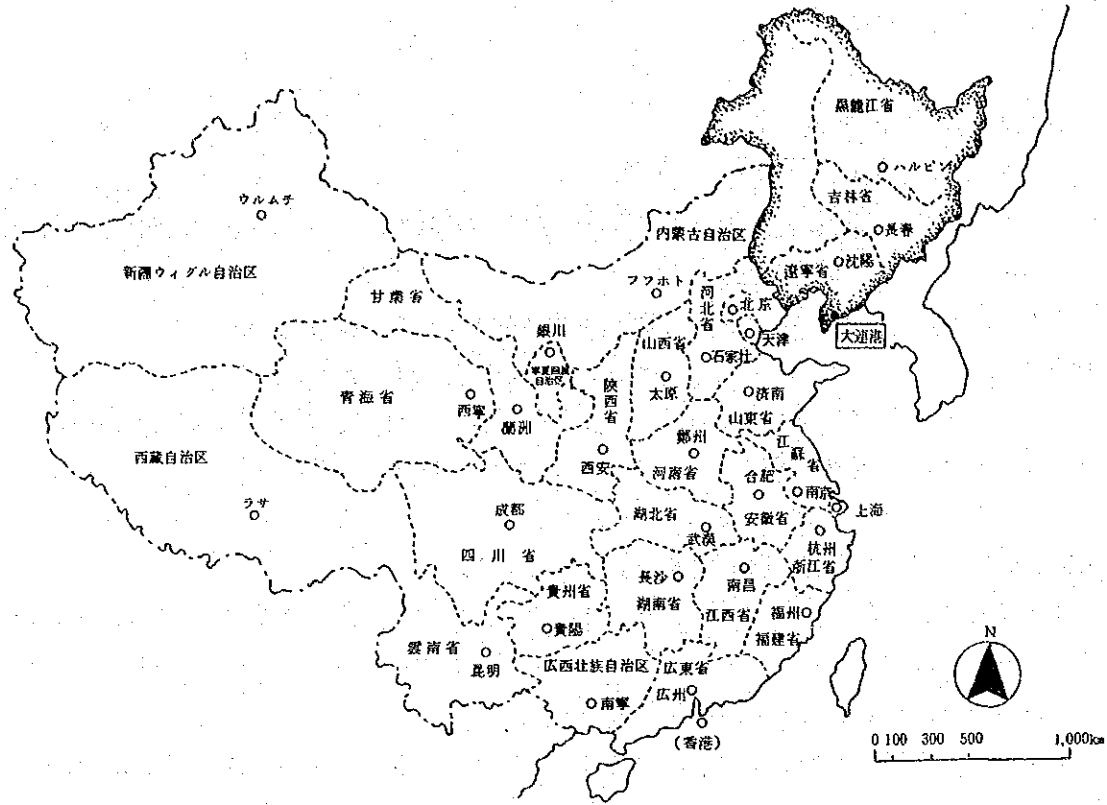 黒龍江省
ハルビン
吉林省
長春
内蒙古自治区
遼寧省
沈陽
ウルムチ
新疆ウィグル自治区
フフホト
河北省
北京
甘粛省
大連港
天津
銀川
山西省
石家杜
寧夏回族
自治区
陝西省
太原
済南
青海省
西寧
蘭州
山東省
江蘇省
鄭州
西安
河南省
西蔵自治区
合肥
南京
上海
ラサ
成都
湖北省
安徽省
武漢
四川省
杭州
浙江省
長沙
南昌
貴州省
湖南省
江西省
福州
福建省
貴陽
雲南省
昆明
広西壮族自治区
広東省
広州
南寧
(香港)
N
0 100 300 500 1,000km